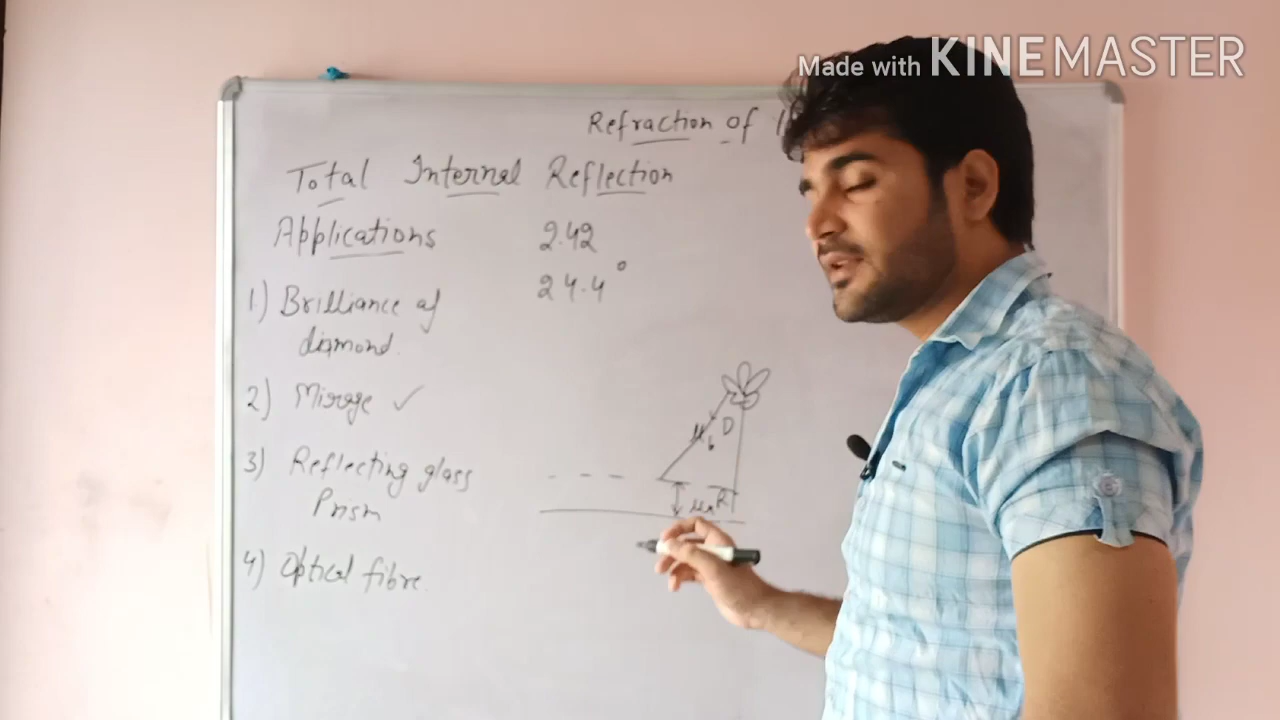 Made with KINEMASTER
Refraction of
Total Internal Reflection
Applications
2.42
24.4°
1) Brilliance of
diamond.
2) Mirage ✓
3) Reflecting glass
Prism
4) Optical fibre.
D
R